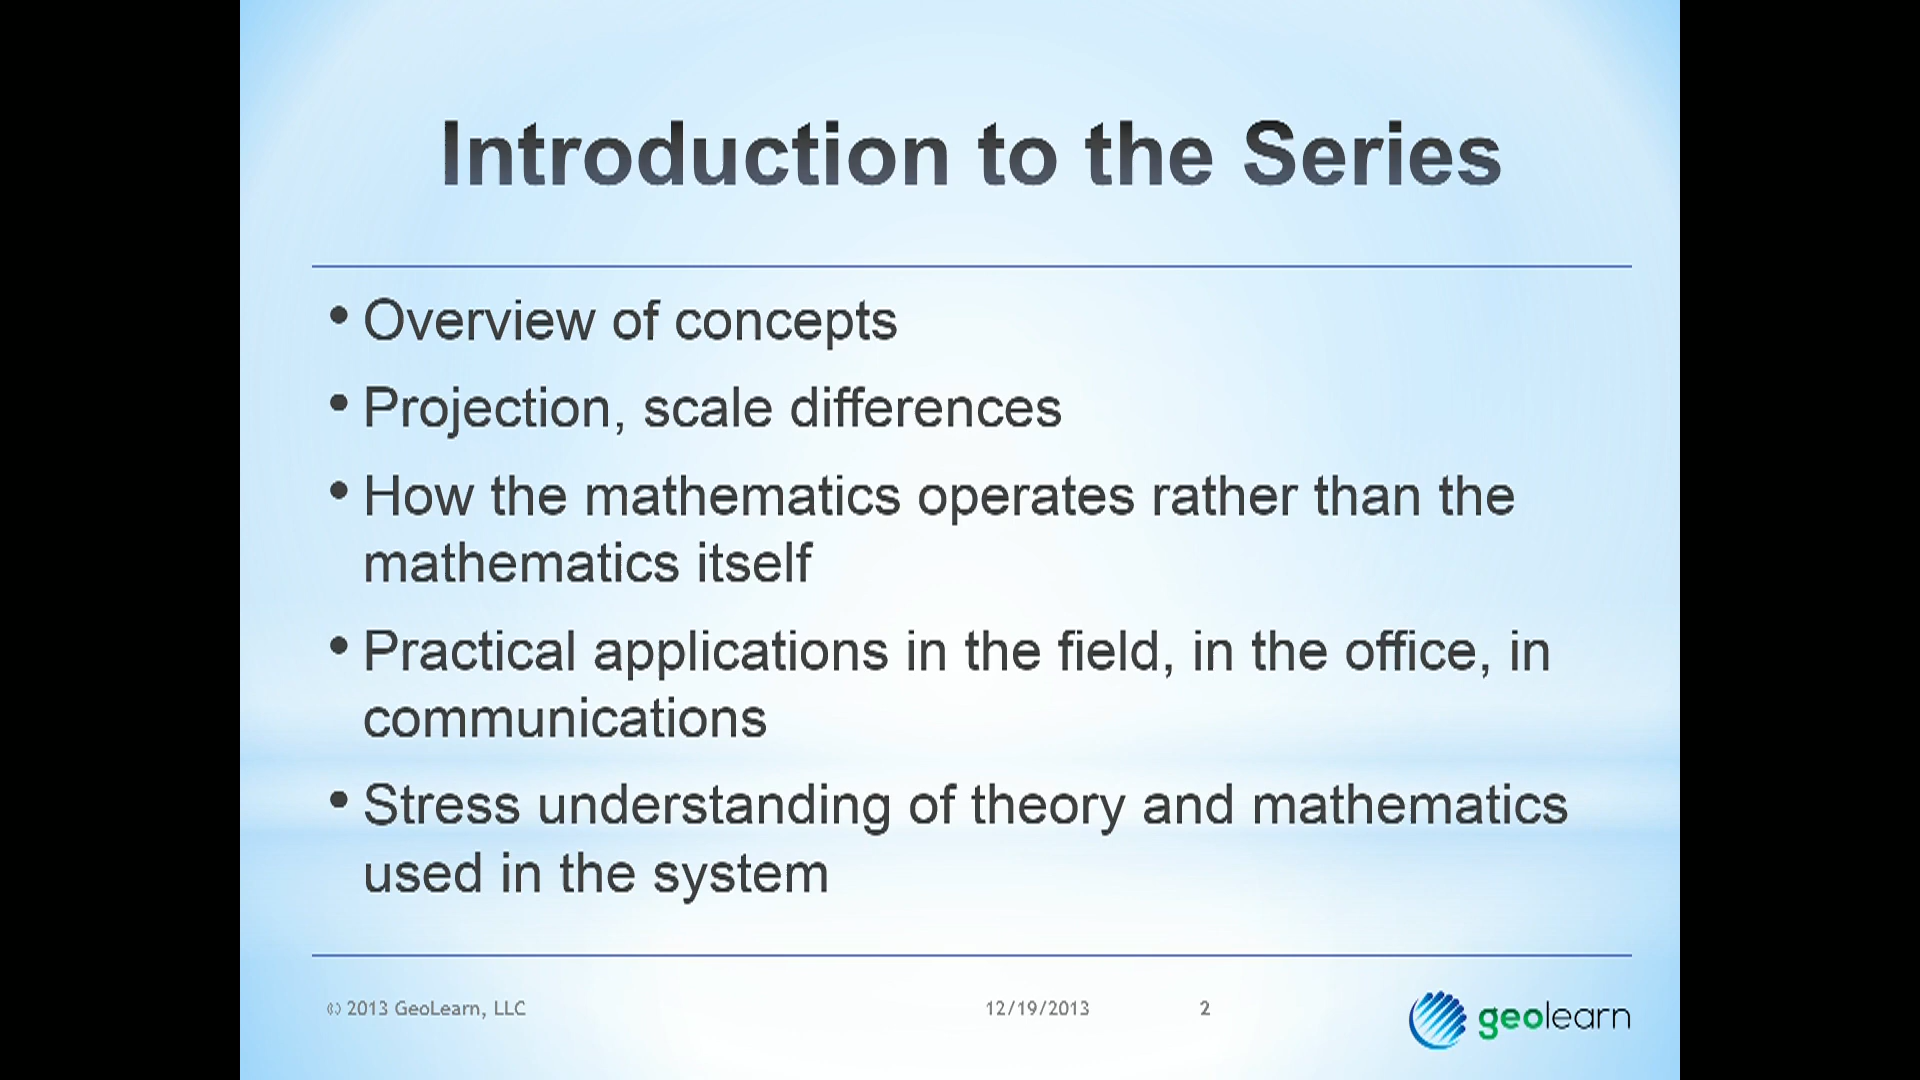 Introduction to the Series
• Overview of concepts
• Projection, scale differences
• How the mathematics operates rather than the
mathematics itself
• Practical applications in the field, in the office, in
communications
• Stress understanding of theory and mathematics
used in the system
© 2013 GeoLearn, LLC 12/19/2013 2 geolearn